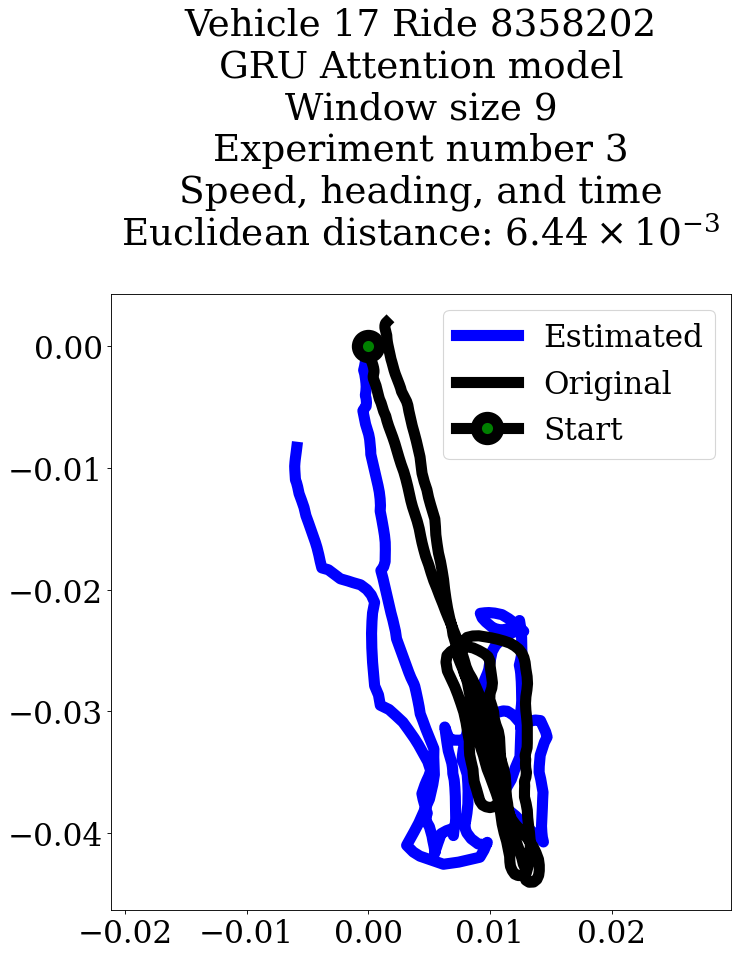 Vehicle 17 Ride 8358202
GRU Attention model
Window size 9
Experiment number 3
Speed, heading, and time
Euclidean distance: 6.44 × 10⁻³
Estimated
Original
Start
0.00
−0.01
−0.02
−0.03
−0.04
−0.02 −0.01 0.00 0.01 0.02